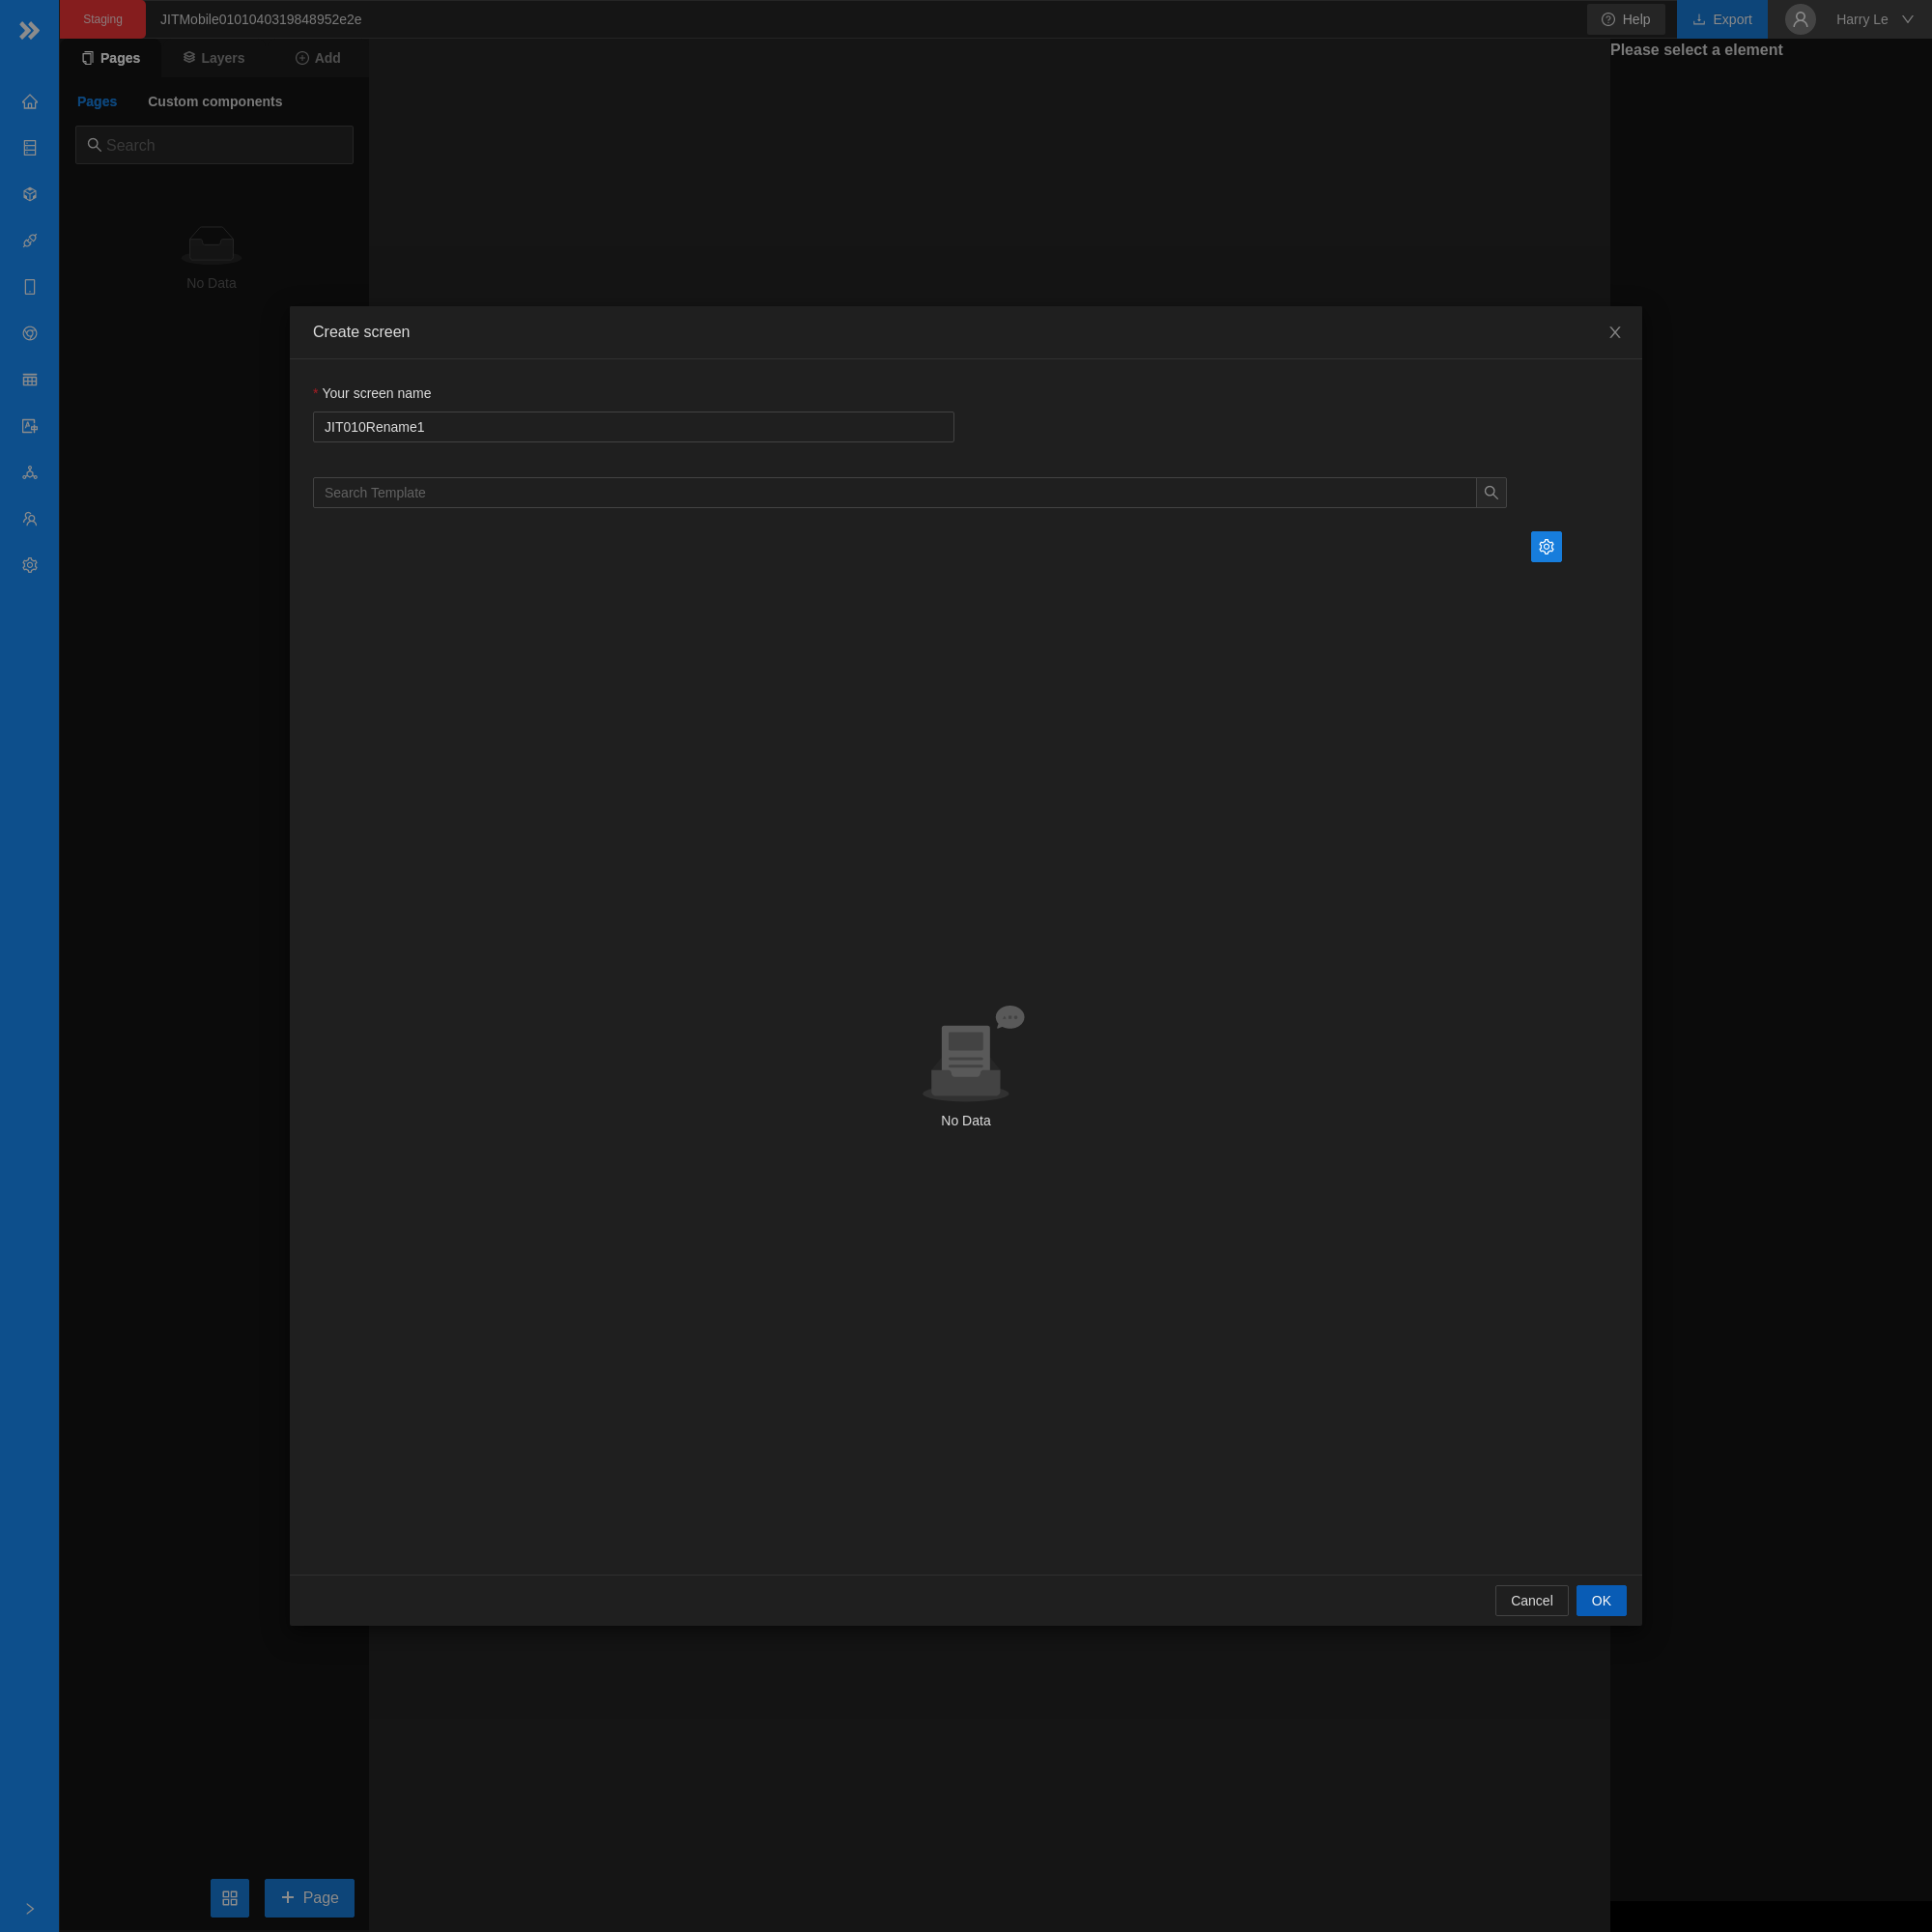 Staging
JITMobile0101040319848952e2e
Help
Export
Harry Le
Pages
Layers
Add
Please select a element
Pages
Custom components
Search
No Data
Create screen
* Your screen name
JIT010Rename1
Search Template
No Data
Cancel
OK
Page